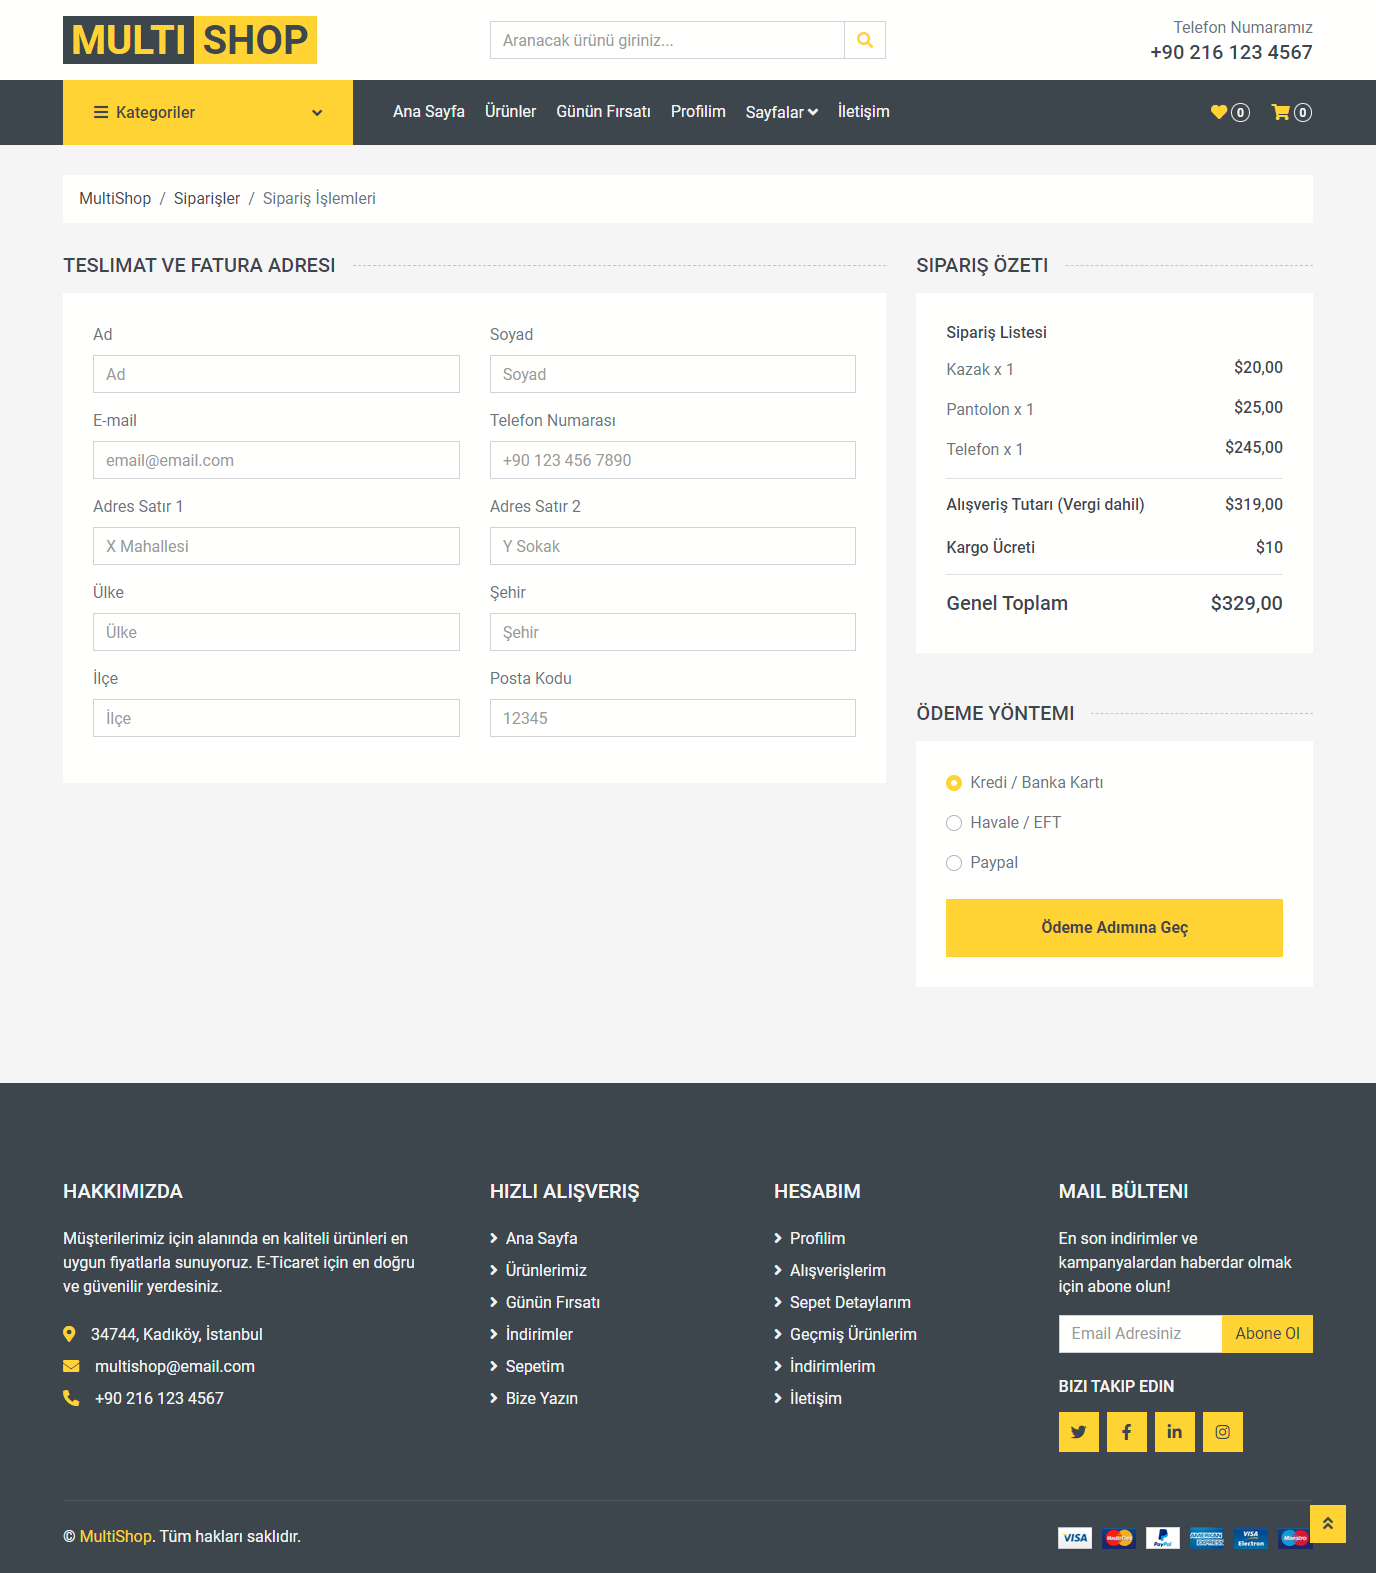 MULTI SHOP
Aranacak ürünü giriniz...
Telefon Numaramız
+90 216 123 4567
Kategoriler
Ana Sayfa
Ürünler
Günün Fırsatı
Profilim
Sayfalar
İletişim
0
0
MultiShop / Siparişler / Sipariş İşlemleri
TESLIMAT VE FATURA ADRESI
Ad
Soyad
Ad
Soyad
E-mail
Telefon Numarası
email@email.com
+90 123 456 7890
Adres Satır 1
Adres Satır 2
X Mahallesi
Y Sokak
Ülke
Şehir
Ülke
Şehir
İlçe
Posta Kodu
İlçe
12345
SIPARIŞ ÖZETI
Sipariş Listesi
Kazak x 1 $20,00
Pantolon x 1 $25,00
Telefon x 1 $245,00
Alışveriş Tutarı (Vergi dahil) $319,00
Kargo Ücreti $10
Genel Toplam $329,00
ÖDEME YÖNTEMI
Kredi / Banka Kartı
Havale / EFT
Paypal
Ödeme Adımına Geç
HAKKIMIZDA
Müşterilerimiz için alanında en kaliteli ürünleri en
uygun fiyatlarla sunuyoruz. E-Ticaret için en doğru
ve güvenilir yerdesiniz.
34744, Kadıköy, İstanbul
multishop@email.com
+90 216 123 4567
HIZLI ALIŞVERIŞ
Ana Sayfa
Ürünlerimiz
Günün Fırsatı
İndirimler
Sepetim
Bize Yazın
HESABIM
Profilim
Alışverişlerim
Sepet Detaylarım
Geçmiş Ürünlerim
İndirimlerim
İletişim
MAIL BÜLTENI
En son indirimler ve
kampanyalardan haberdar olmak
için abone olun!
Email Adresiniz
Abone Ol
BIZI TAKIP EDIN
© MultiShop. Tüm hakları saklıdır.
VISA
MasterCard
PayPal
AMERICAN EXPRESS
VISA Electron
Maestro